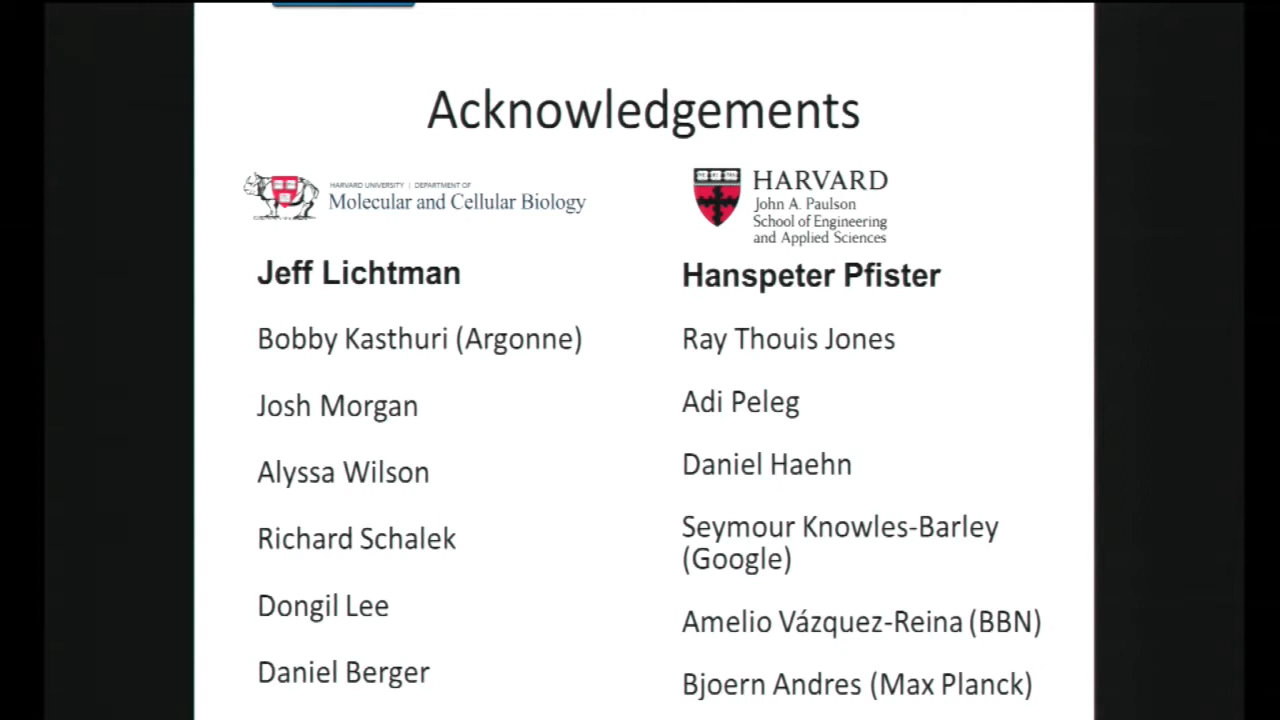 Acknowledgements
HARVARD UNIVERSITY | DEPARTMENT OF
Molecular and Cellular Biology
HARVARD
John A. Paulson
School of Engineering
and Applied Sciences
Jeff Lichtman
Bobby Kasthuri (Argonne)
Josh Morgan
Alyssa Wilson
Richard Schalek
Dongil Lee
Daniel Berger
Hanspeter Pfister
Ray Thouis Jones
Adi Peleg
Daniel Haehn
Seymour Knowles-Barley
(Google)
Amelio Vázquez-Reina (BBN)
Bjoern Andres (Max Planck)